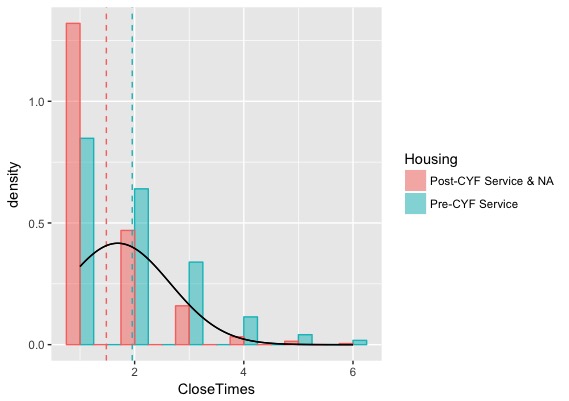 1.0
0.5
0.0
density
2
4
6
CloseTimes
Housing
Post-CYF Service & NA
Pre-CYF Service